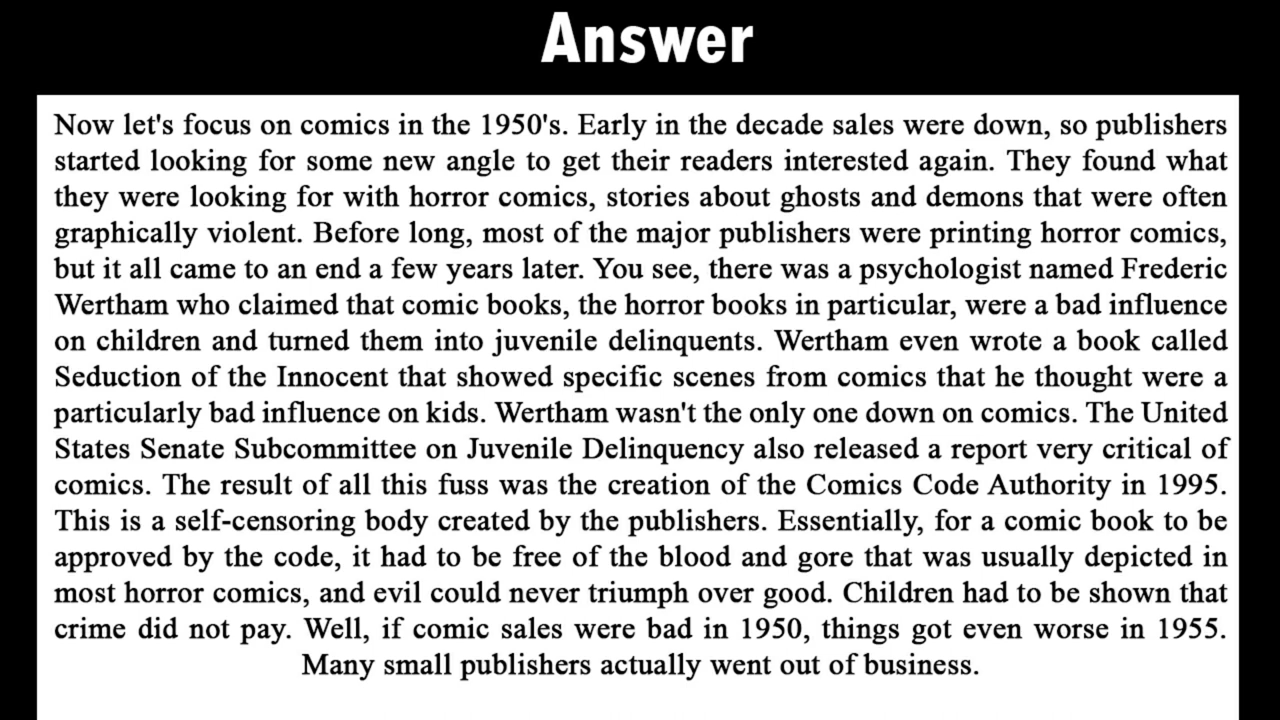 Answer
Now let's focus on comics in the 1950's. Early in the decade sales were down, so publishers
started looking for some new angle to get their readers interested again. They found what
they were looking for with horror comics, stories about ghosts and demons that were often
graphically violent. Before long, most of the major publishers were printing horror comics,
but it all came to an end a few years later. You see, there was a psychologist named Frederic
Wertham who claimed that comic books, the horror books in particular, were a bad influence
on children and turned them into juvenile delinquents. Wertham even wrote a book called
Seduction of the Innocent that showed specific scenes from comics that he thought were a
particularly bad influence on kids. Wertham wasn't the only one down on comics. The United
States Senate Subcommittee on Juvenile Delinquency also released a report very critical of
comics. The result of all this fuss was the creation of the Comics Code Authority in 1995.
This is a self-censoring body created by the publishers. Essentially, for a comic book to be
approved by the code, it had to be free of the blood and gore that was usually depicted in
most horror comics, and evil could never triumph over good. Children had to be shown that
crime did not pay. Well, if comic sales were bad in 1950, things got even worse in 1955.
Many small publishers actually went out of business.